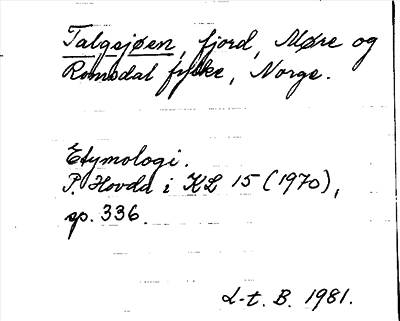 Talgsjøen, fjord, Møre og
Romsdal fylke, Norge.
Etymologi.
P. Hovda i KL 15 (1970),
sp. 336.
L-t. B. 1981.